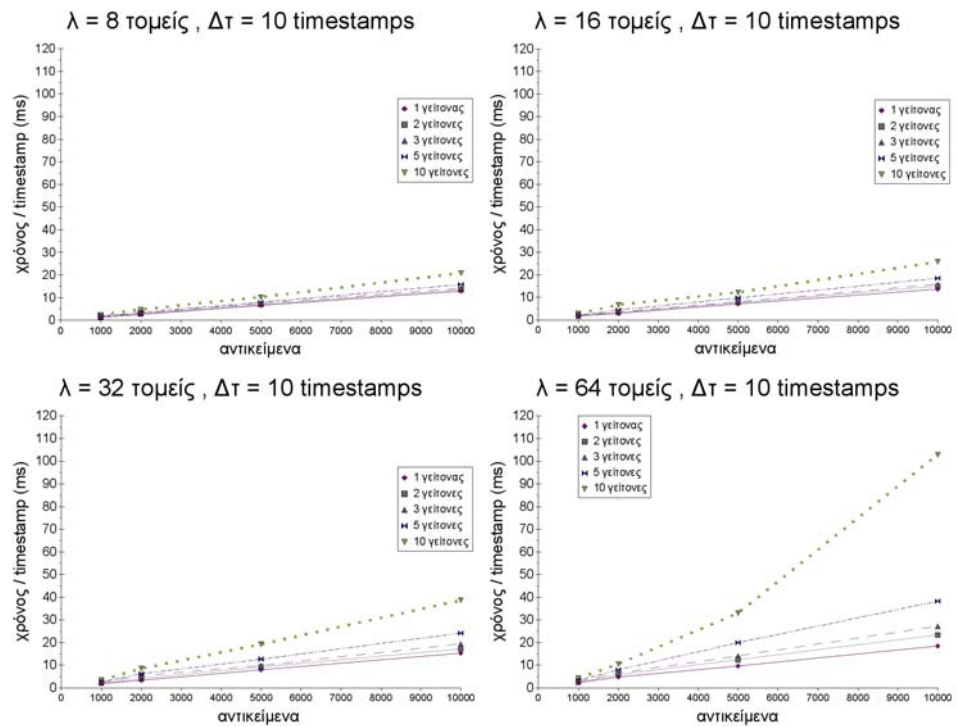 λ = 8 τομείς , Δτ = 10 timestamps
χρόνος / timestamp (ms)
120
110
100
90
80
70
60
50
40
30
20
10
0
1 γείτονας
2 γείτονες
3 γείτονες
5 γείτονες
10 γείτονες
0 1000 2000 3000 4000 5000 6000 7000 8000 9000 10000
αντικείμενα
λ = 16 τομείς , Δτ = 10 timestamps
χρόνος / timestamp (ms)
120
110
100
90
80
70
60
50
40
30
20
10
0
1 γείτονας
2 γείτονες
3 γείτονες
5 γείτονες
10 γείτονες
0 1000 2000 3000 4000 5000 6000 7000 8000 9000 10000
αντικείμενα
λ = 32 τομείς , Δτ = 10 timestamps
χρόνος / timestamp (ms)
120
110
100
90
80
70
60
50
40
30
20
10
0
1 γείτονας
2 γείτονες
3 γείτονες
5 γείτονες
10 γείτονες
0 1000 2000 3000 4000 5000 6000 7000 8000 9000 10000
αντικείμενα
λ = 64 τομείς , Δτ = 10 timestamps
χρόνος / timestamp (ms)
120
110
100
90
80
70
60
50
40
30
20
10
0
1 γείτονας
2 γείτονες
3 γείτονες
5 γείτονες
10 γείτονες
0 1000 2000 3000 4000 5000 6000 7000 8000 9000 10000
αντικείμενα